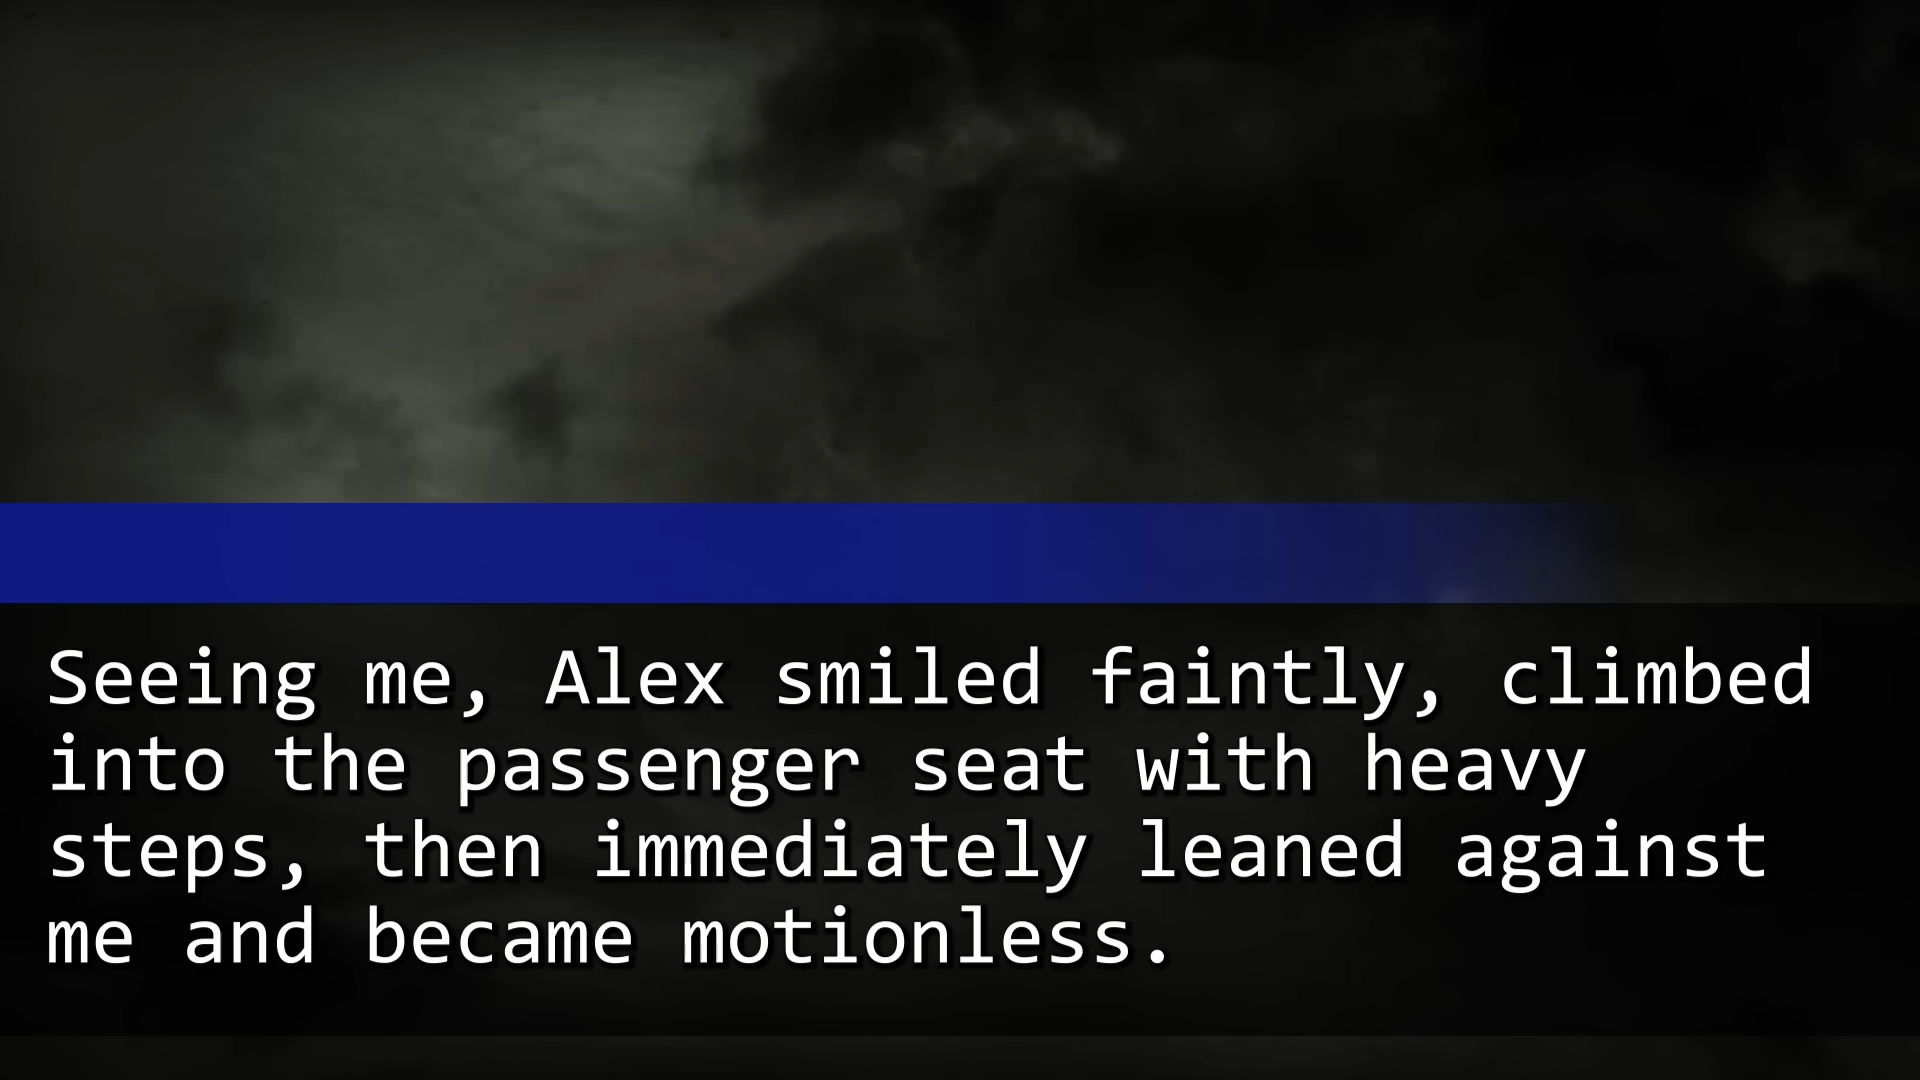 Seeing me, Alex smiled faintly, climbed
into the passenger seat with heavy
steps, then immediately leaned against
me and became motionless.